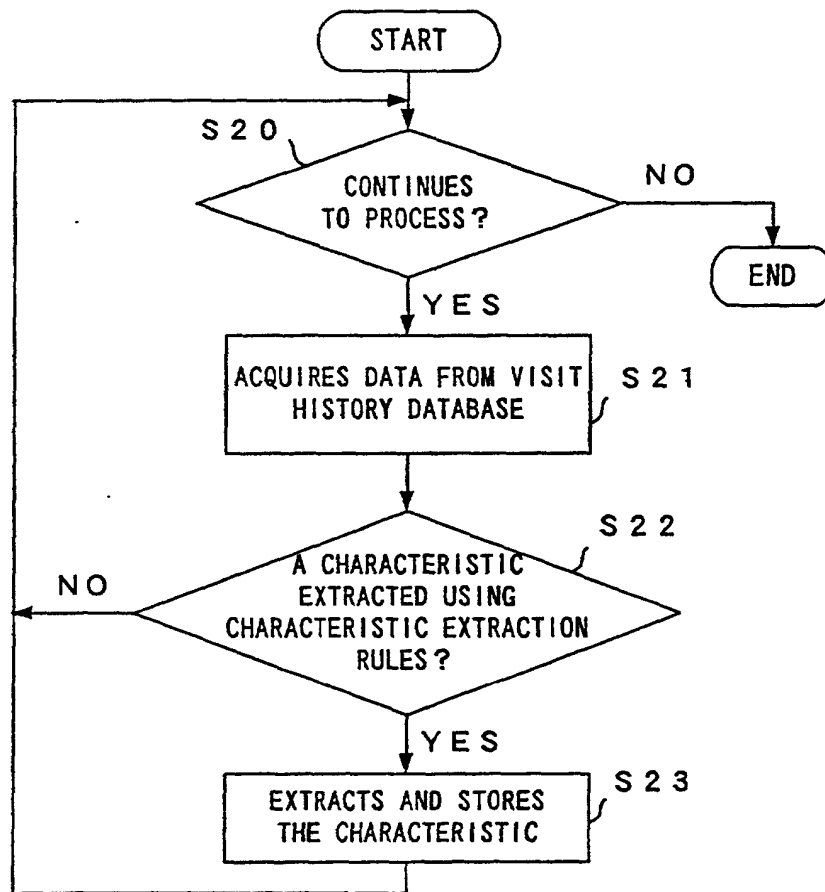 START
S20
CONTINUES
TO PROCESS?
NO
END
YES
ACQUIRES DATA FROM VISIT
HISTORY DATABASE
S21
S22
A CHARACTERISTIC
EXTRACTED USING
CHARACTERISTIC EXTRACTION
RULES?
NO
YES
EXTRACTS AND STORES
THE CHARACTERISTIC
S23